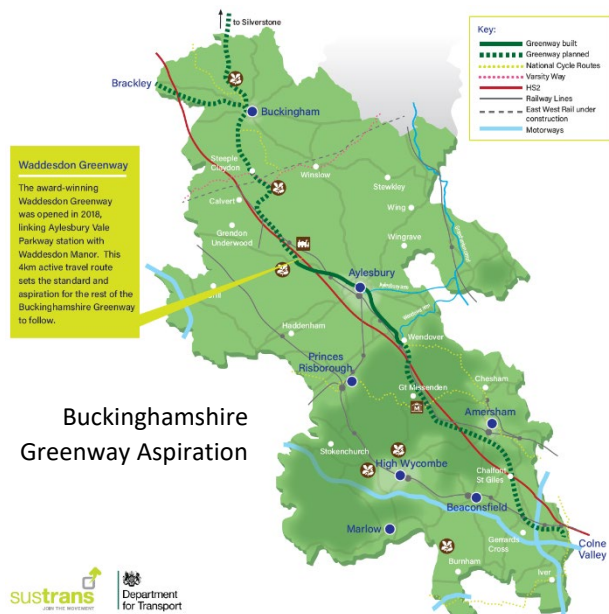 to Silverstone
Key:
Greenway built
Greenway planned
National Cycle Routes
Varsity Way
HS2
Railway Lines
East West Rail under
construction
Motorways
Brackley
Buckingham
Waddesdon Greenway
The award-winning
Waddesdon Greenway
was opened in 2018,
linking Aylesbury Vale
Parkway station with
Waddesdon Manor. This
4km active travel route
sets the standard and
aspiration for the rest of the
Buckinghamshire Greenway
to follow.
Steeple
Claydon
Winslow
Stewkley
Calvert
Wing
Grendon
Underwood
Wingrave
Aylesbury
Haddenham
Wendover
Princes
Risborough
Gt Missenden
Chesham
Amersham
Buckinghamshire
Greenway Aspiration
Stokenchurch
High Wycombe
Chalfont
St Giles
Beaconsfield
Marlow
Gerrards
Cross
Colne
Valley
Burnham
Iver
sustrans
JOIN THE MOVEMENT
Department
for Transport